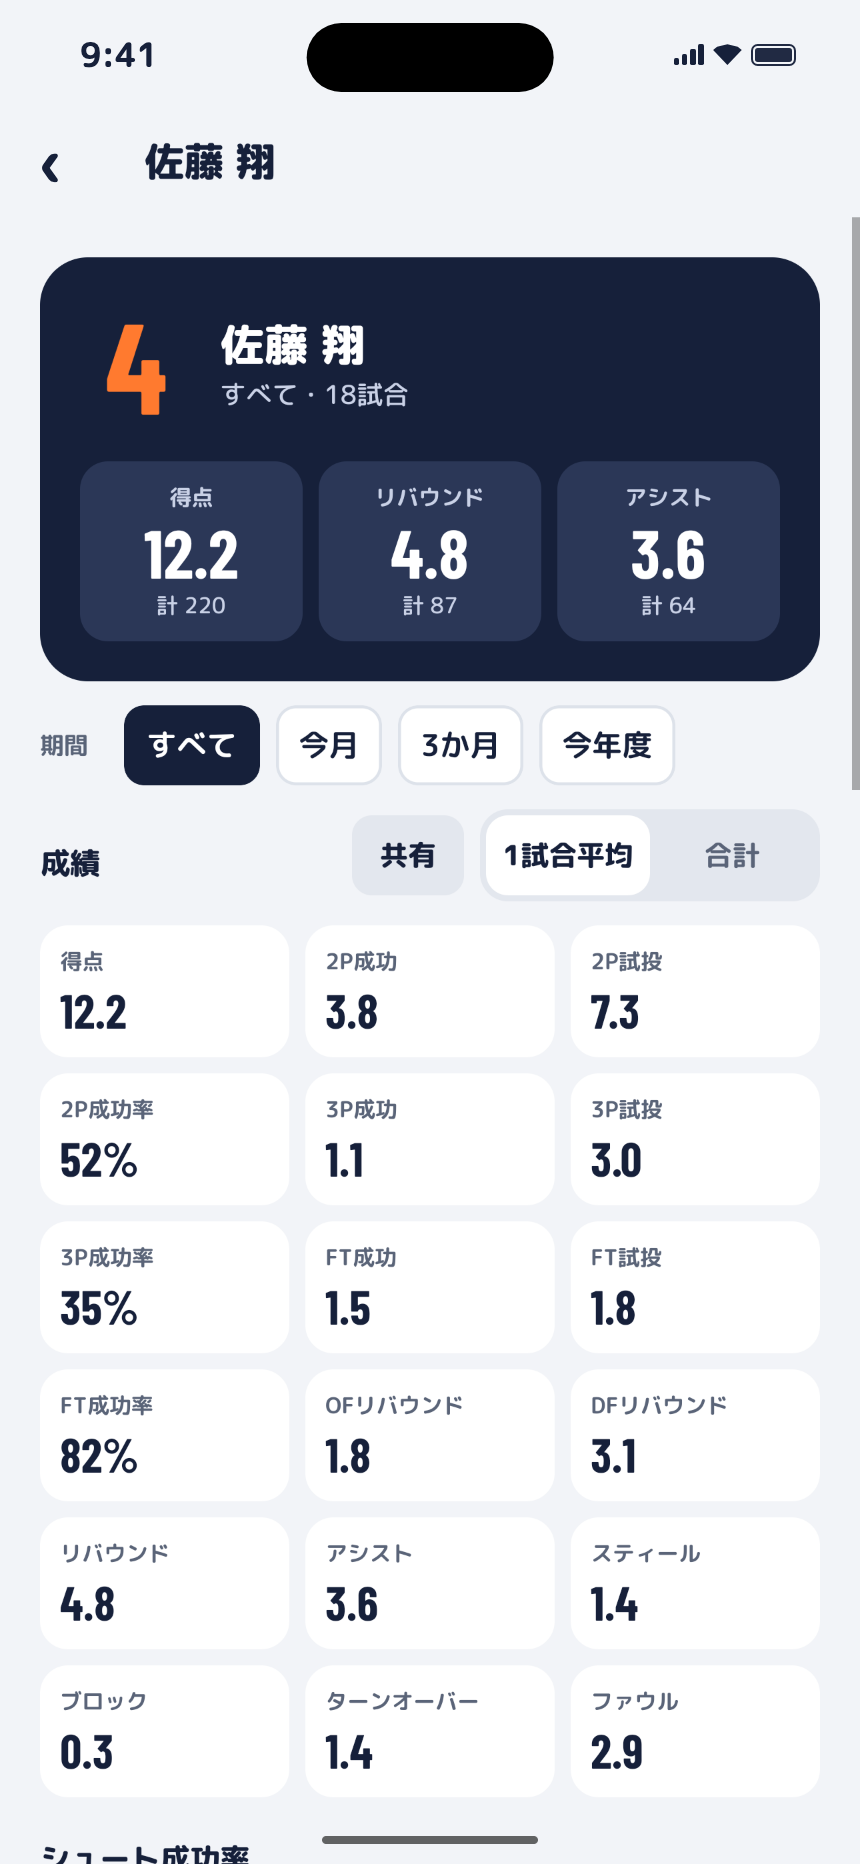 9:41
佐藤 翔
4
佐藤 翔
すべて・18試合
得点
12.2
計 220
リバウンド
4.8
計 87
アシスト
3.6
計 64
期間
すべて
今月
3か月
今年度
成績
共有
1試合平均
合計
得点
12.2
2P成功
3.8
2P試投
7.3
2P成功率
52%
3P成功
1.1
3P試投
3.0
3P成功率
35%
FT成功
1.5
FT試投
1.8
FT成功率
82%
OFリバウンド
1.8
DFリバウンド
3.1
リバウンド
4.8
アシスト
3.6
スティール
1.4
ブロック
0.3
ターンオーバー
1.4
ファウル
2.9
シュート成功率